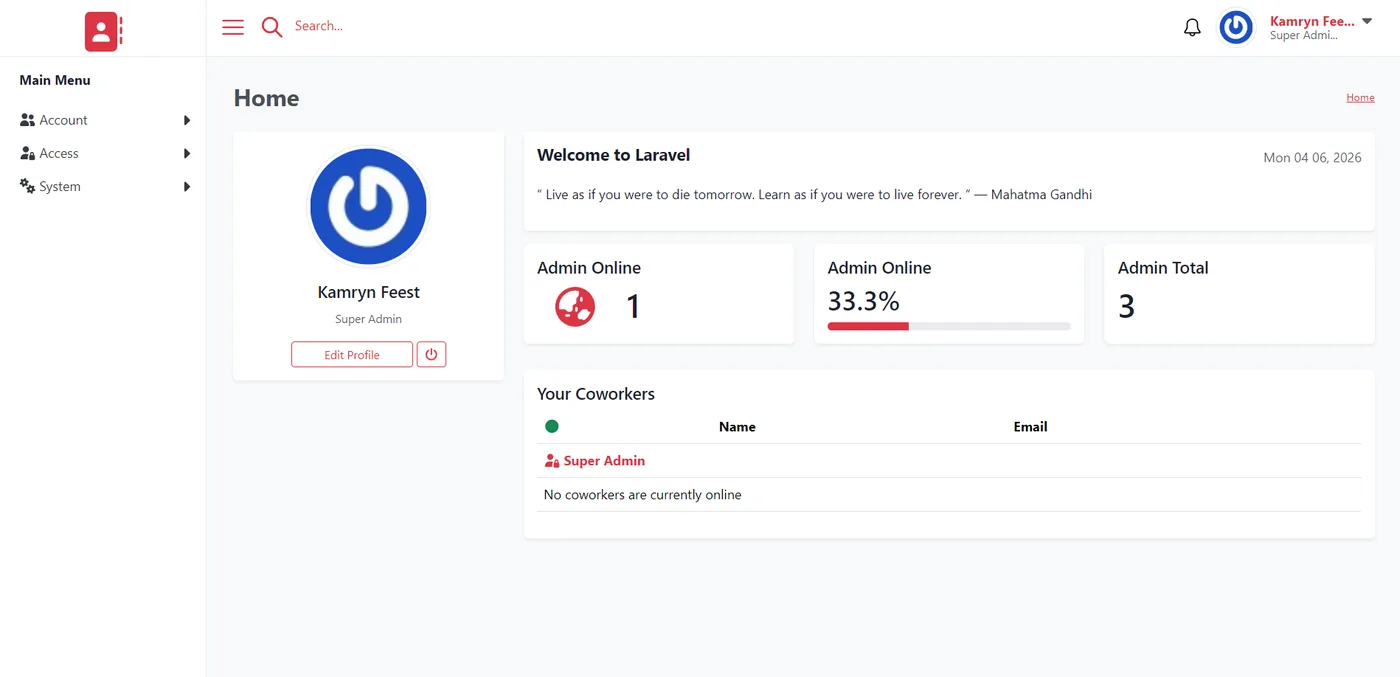 Search...
Kamryn Fee...
Super Admi...
Main Menu
Account
Access
System
Home
Home
Kamryn Feest
Super Admin
Edit Profile
Welcome to Laravel
Mon 04 06, 2026
“ Live as if you were to die tomorrow. Learn as if you were to live forever. ” — Mahatma Gandhi
Admin Online
1
Admin Online
33.3%
Admin Total
3
Your Coworkers
Name Email
Super Admin
No coworkers are currently online